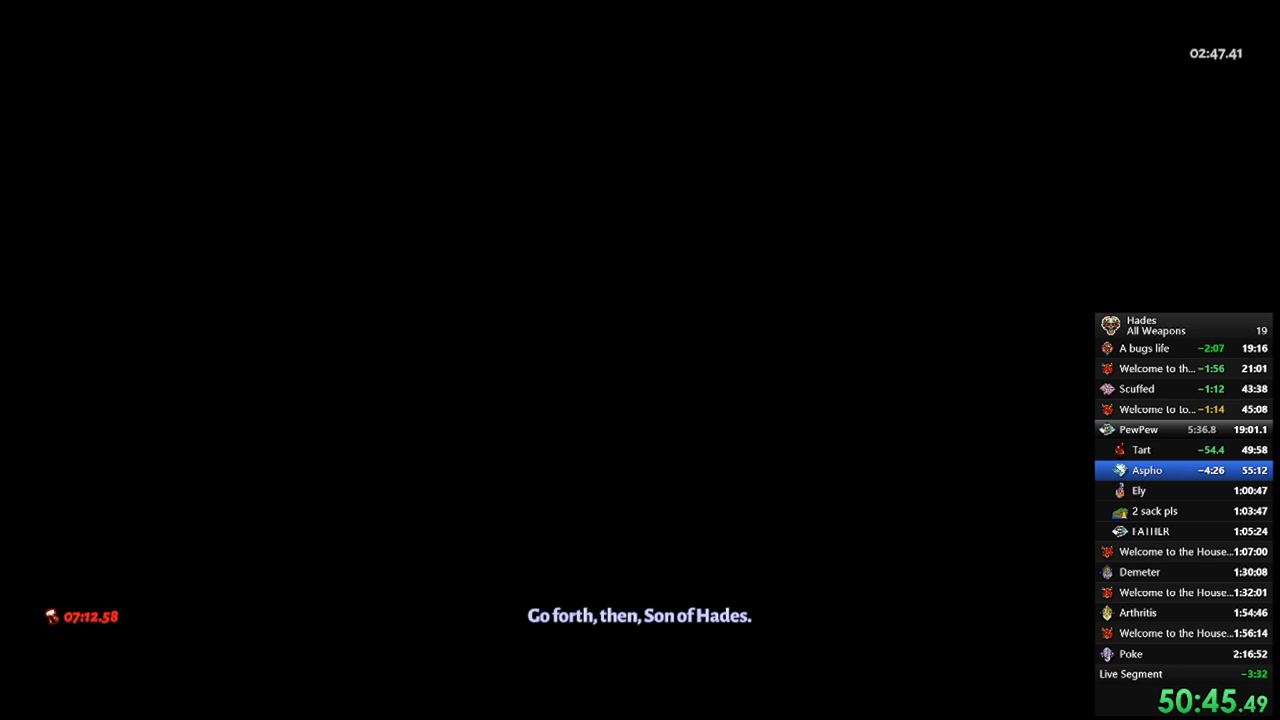 02:47.41
Hades
All Weapons 19
A bugs life −2:07 19:16
Welcome to th... −1:56 21:01
Scuffed −1:12 43:38
Welcome to to... −1:14 45:08
PewPew 5:36.8 19:01.1
Tart −54.4 49:58
Aspho −4:26 55:12
Ely 1:00:47
2 sack pls 1:03:47
FATHER 1:05:24
Welcome to the House... 1:07:00
Demeter 1:30:08
Welcome to the House... 1:32:01
Arthritis 1:54:46
Welcome to the House... 1:56:14
Poke 2:16:52
Live Segment −3:32
50:45.49
07:12.58
Go forth, then, Son of Hades.